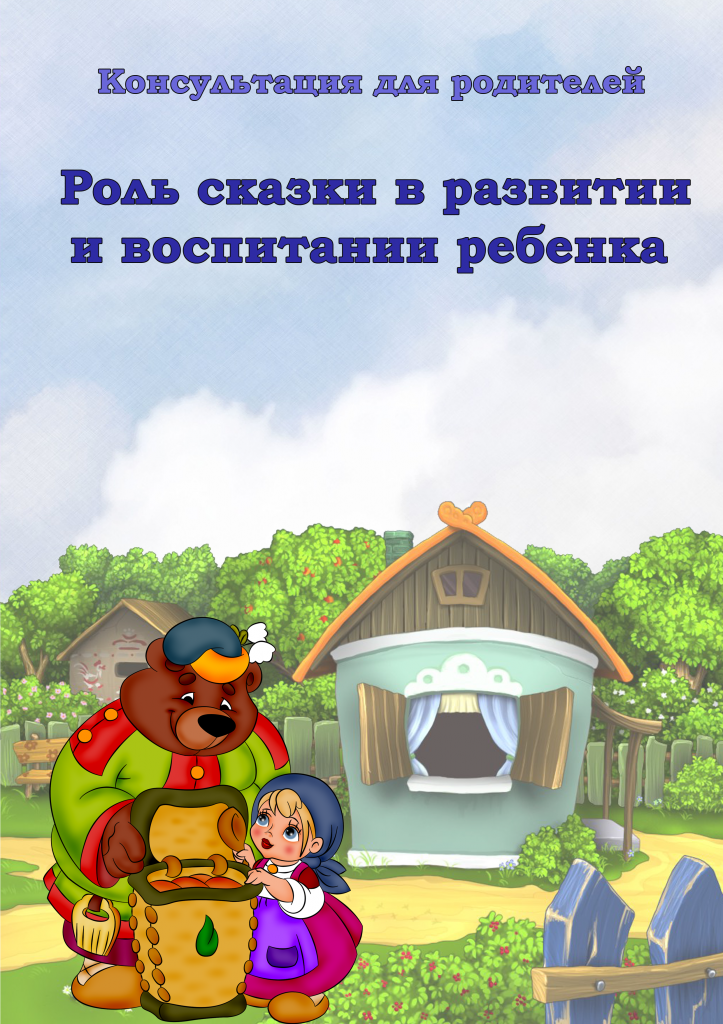 Консультация для родителей
Роль сказки в развитии
и воспитании ребенка